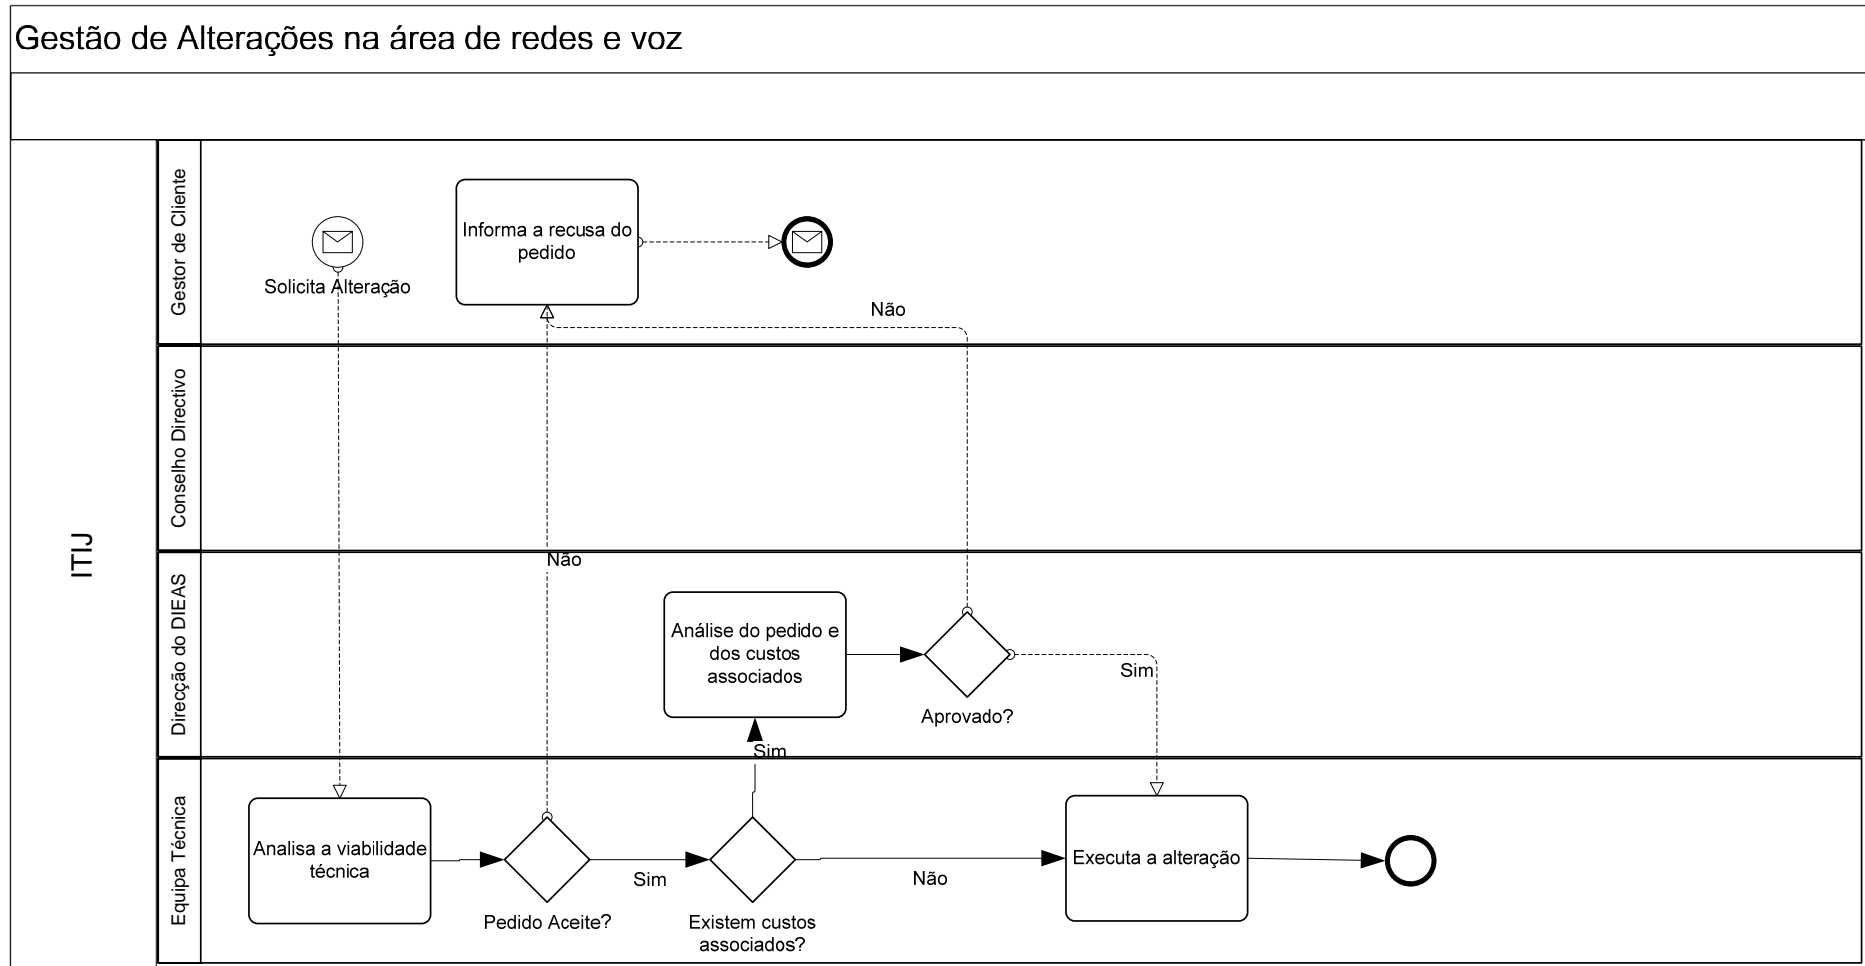 Gestão de Alterações na área de redes e voz
ITIJ
Gestor de Cliente
Solicita Alteração
Informa a recusa do
pedido
Não
Conselho Directivo
Não
Direcção do DIEAS
Análise do pedido e
dos custos
associados
Aprovado?
Sim
Sim
Equipa Técnica
Analisa a viabilidade
técnica
Pedido Aceite?
Sim
Existem custos
associados?
Não
Executa a alteração